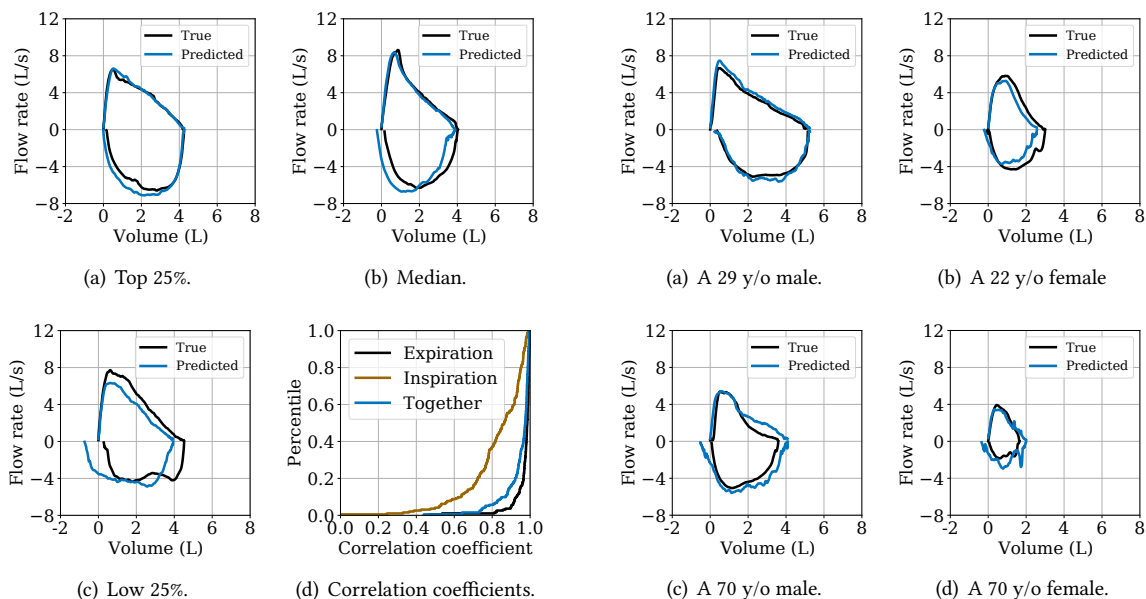 12
8
4
0
−4
−8
Flow rate (L/s)
True
Predicted
-2 0 2 4 6 8
Volume (L)
(a) Top 25%.
12
8
4
0
−4
−8
Flow rate (L/s)
True
Predicted
-2 0 2 4 6 8
Volume (L)
(b) Median.
12
8
4
0
−4
−8
Flow rate (L/s)
True
Predicted
-2 0 2 4 6 8
Volume (L)
(a) A 29 y/o male.
12
8
4
0
−4
−8
Flow rate (L/s)
True
Predicted
-2 0 2 4 6 8
Volume (L)
(b) A 22 y/o female
12
8
4
0
−4
−8
Flow rate (L/s)
True
Predicted
-2 0 2 4 6 8
Volume (L)
(c) Low 25%.
1.0
0.8
0.6
0.4
0.2
0.0
Percentile
Expiration
Inspiration
Together
0.0 0.2 0.4 0.6 0.8 1.0
Correlation coefficient
(d) Correlation coefficients.
12
8
4
0
−4
−8
Flow rate (L/s)
True
Predicted
-2 0 2 4 6 8
Volume (L)
(c) A 70 y/o male.
12
8
4
0
−4
−8
Flow rate (L/s)
True
Predicted
-2 0 2 4 6 8
Volume (L)
(d) A 70 y/o female.